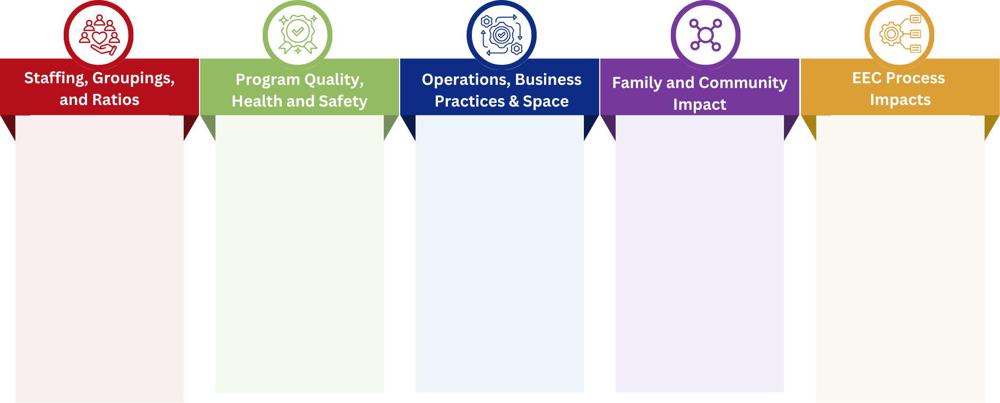 Staffing, Groupings,
and Ratios
Program Quality,
Health and Safety
Operations, Business
Practices & Space
Family and Community
Impact
EEC Process
Impacts